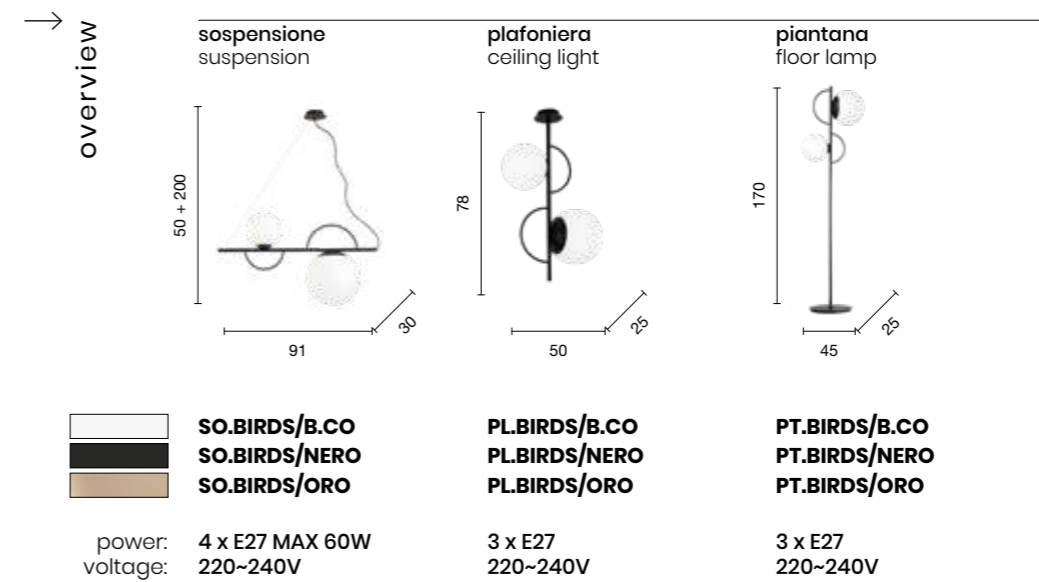 overview
sospensione
suspension
50 + 200
91
30
SO.BIRDS/B.CO
SO.BIRDS/NERO
SO.BIRDS/ORO
power: 4 x E27 MAX 60W
voltage: 220~240V
plafoniera
ceiling light
78
50
25
PL.BIRDS/B.CO
PL.BIRDS/NERO
PL.BIRDS/ORO
3 x E27
220~240V
piantana
floor lamp
170
45
25
PT.BIRDS/B.CO
PT.BIRDS/NERO
PT.BIRDS/ORO
3 x E27
220~240V